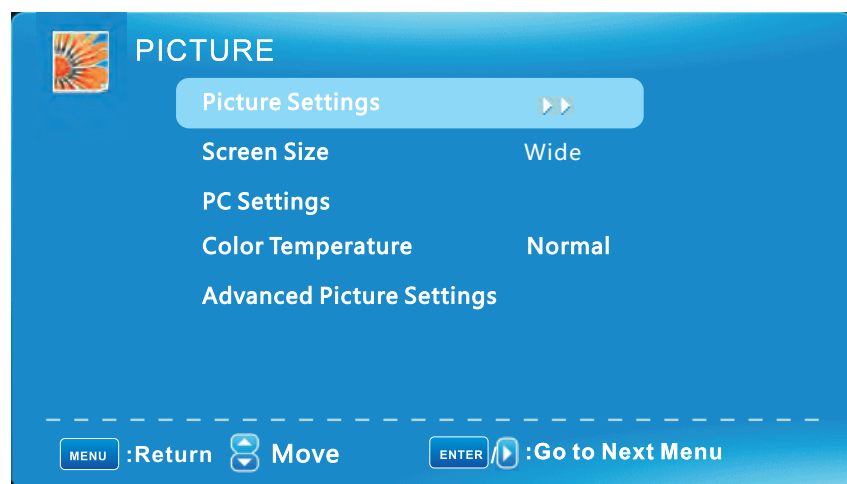 PICTURE
Picture Settings
Screen Size Wide
PC Settings
Color Temperature Normal
Advanced Picture Settings
MENU :Return Move ENTER / :Go to Next Menu